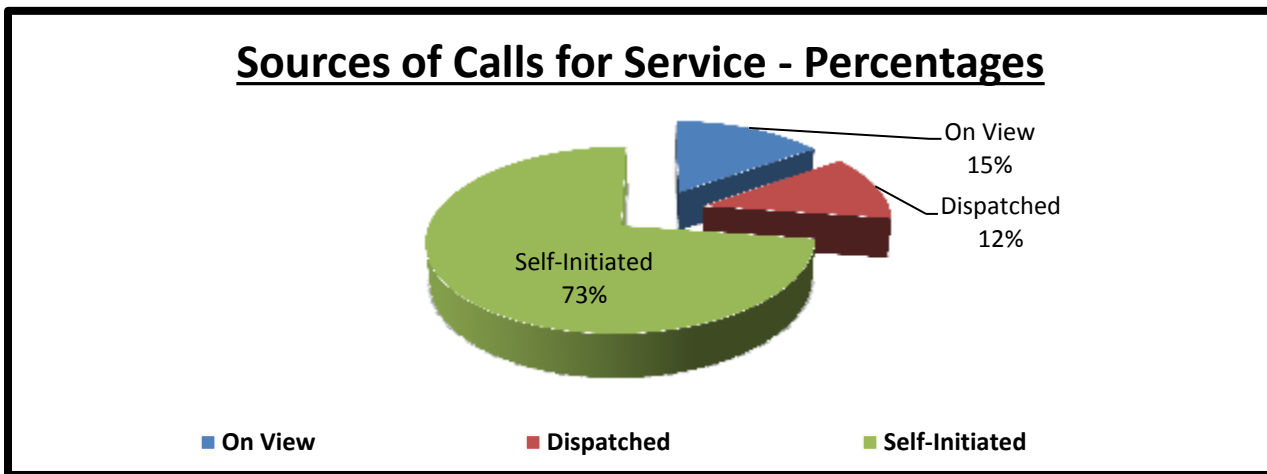 Sources of Calls for Service - Percentages
On View
15%
Dispatched
12%
Self-Initiated
73%
On View
Dispatched
Self-Initiated